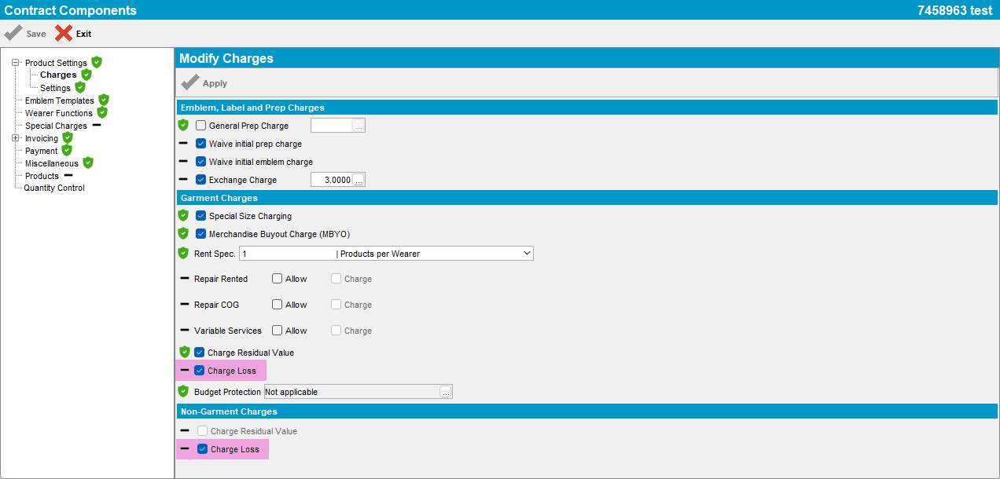 Contract Components 7458963 test
Save Exit
Product Settings
Charges
Settings
Emblem Templates
Wearer Functions
Special Charges
Invoicing
Payment
Miscellaneous
Products
Quantity Control
Modify Charges
Apply
Emblem, Label and Prep Charges
General Prep Charge ...
Waive initial prep charge
Waive initial emblem charge
Exchange Charge 3.0000 ...
Garment Charges
Special Size Charging
Merchandise Buyout Charge (MBYO)
Rent Spec. 1 | Products per Wearer
Repair Rented Allow Charge
Repair COG Allow Charge
Variable Services Allow Charge
Charge Residual Value
Charge Loss
Budget Protection Not applicable ...
Non-Garment Charges
Charge Residual Value
Charge Loss